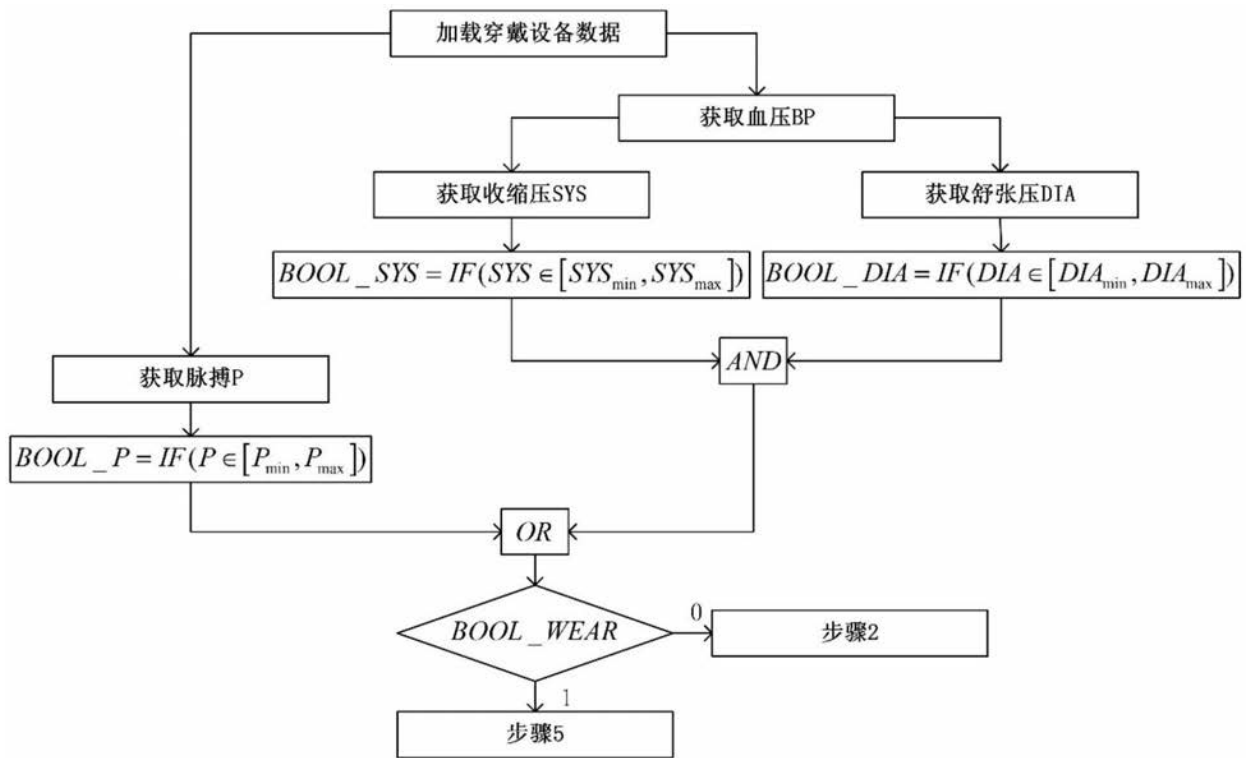 加载穿戴设备数据
获取血压BP
获取收缩压SYS
获取舒张压DIA
BOOL_SYS = IF(SYS∈[SYS_min,SYS_max])
BOOL_DIA = IF(DIA∈[DIA_min,DIA_max])
AND
获取脉搏P
BOOL_P = IF(P∈[P_min,P_max])
OR
BOOL_WEAR
0
步骤2
1
步骤5